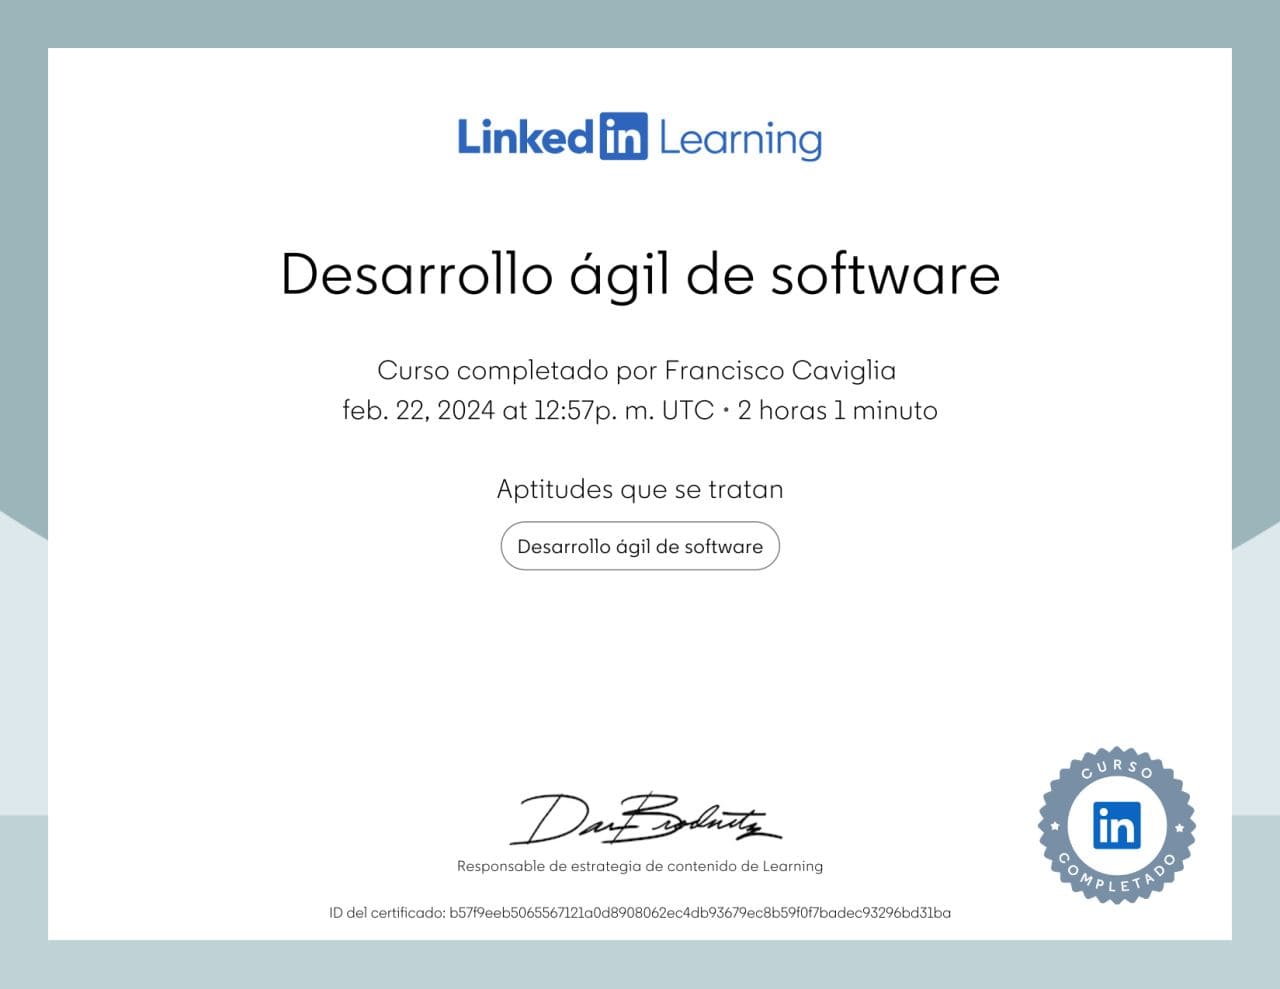 LinkedIn Learning
Desarrollo ágil de software
Curso completado por Francisco Caviglia
feb. 22, 2024 at 12:57p. m. UTC • 2 horas 1 minuto
Aptitudes que se tratan
Desarrollo ágil de software
Dan Brodnitz
Responsable de estrategia de contenido de Learning
ID del certificado: b57f9eeb5065567121a0d8908062ec4db93679ec8b59f0f7badec93296bd31ba
CURSO
in
COMPLETADO